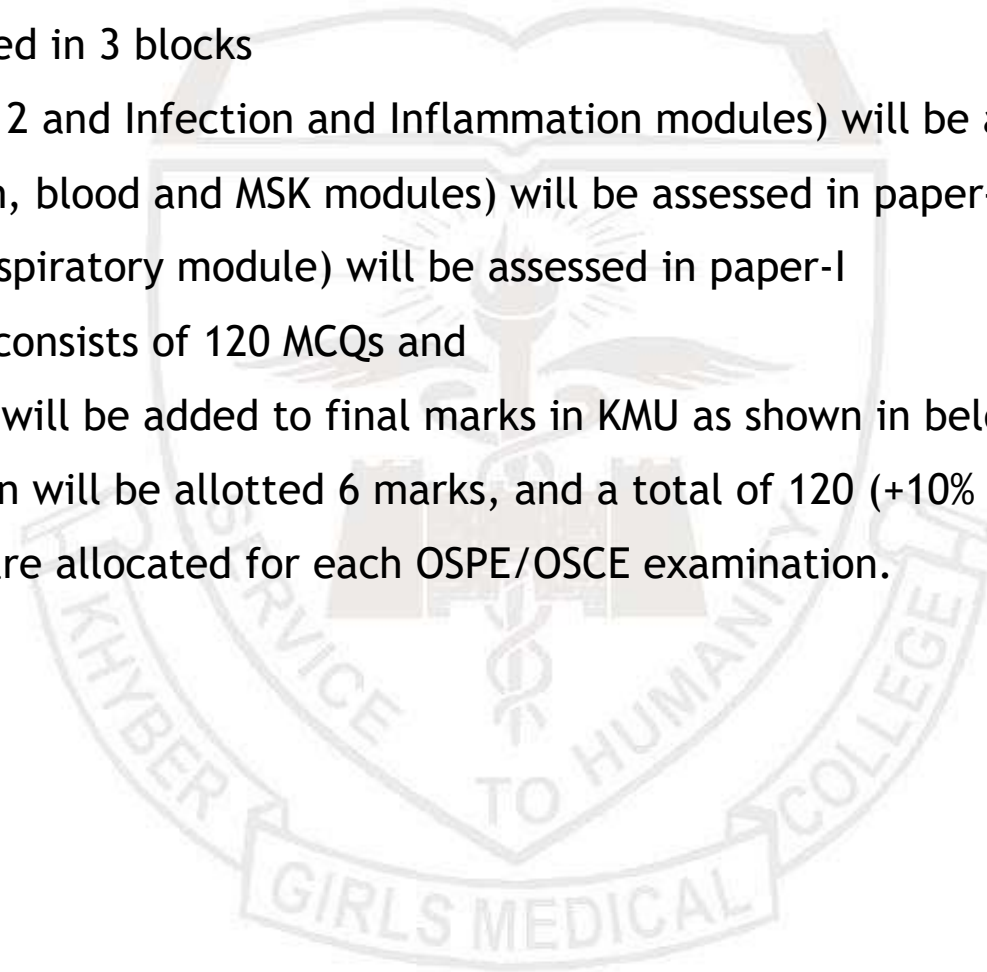 ed in 3 blocks
2 and Infection and Inflammation modules) will be a
, blood and MSK modules) will be assessed in paper-
spiratory module) will be assessed in paper-I
consists of 120 MCQs and
will be added to final marks in KMU as shown in bel
n will be allotted 6 marks, and a total of 120 (+10%
are allocated for each OSPE/OSCE examination.
SERVICE TO HUMANITY
KHYBER GIRLS MEDICAL COLLEGE